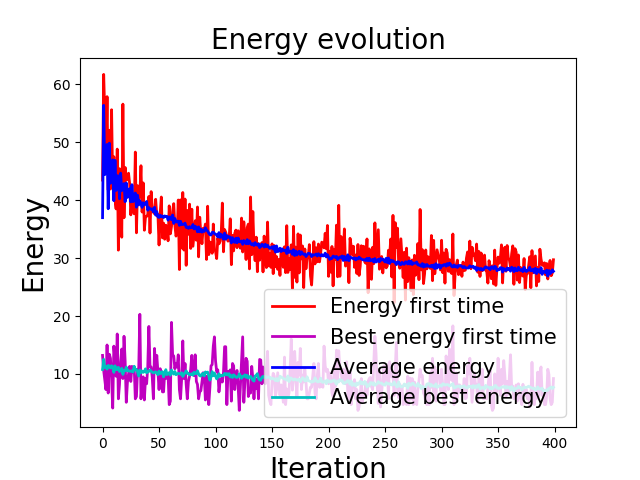 Energy evolution
60
50
40
30
20
10
Energy
Energy first time
Best energy first time
Average energy
Average best energy
0
50
100
150
200
250
300
350
400
Iteration